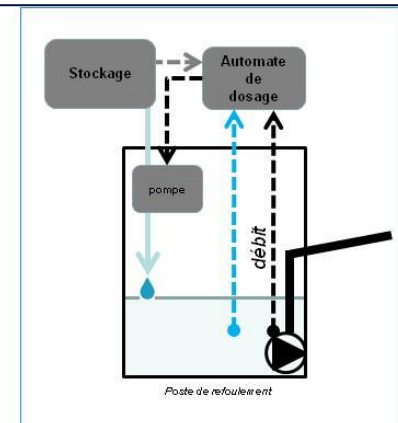 Stockage
Automate
de
dosage
pompe
débit
Poste de refoulement